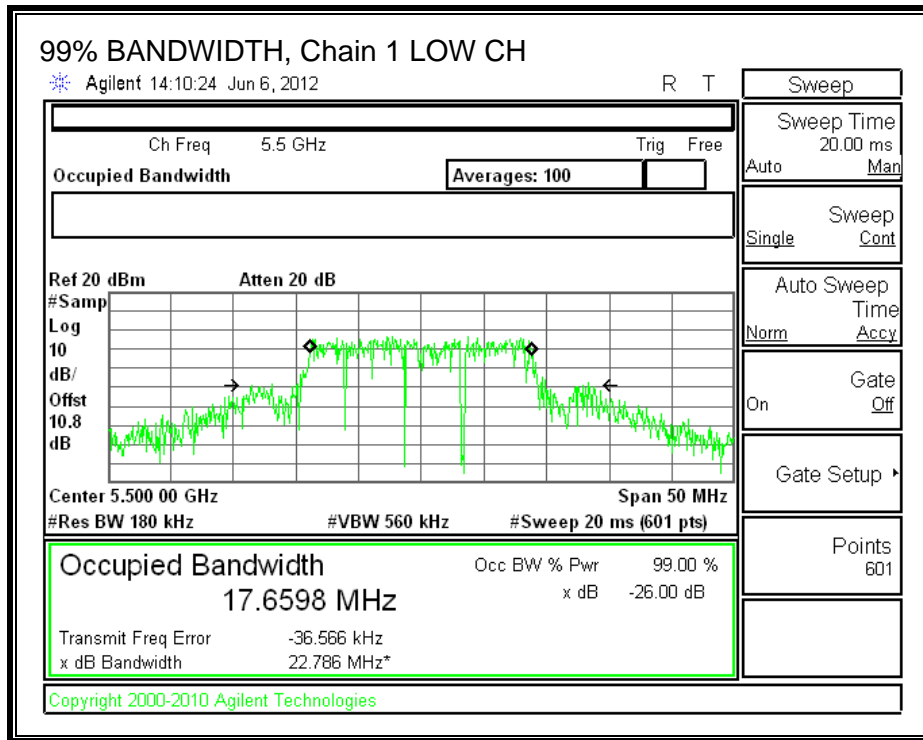 99% BANDWIDTH, Chain 1 LOW CH
Agilent 14:10:24 Jun 6, 2012 R T
Ch Freq 5.5 GHz Trig Free
Occupied Bandwidth Averages: 100
Ref 20 dBm Atten 20 dB
#Samp
Log
10
dB/
Offst
10.8
dB
Center 5.500 00 GHz Span 50 MHz
#Res BW 180 kHz #VBW 560 kHz #Sweep 20 ms (601 pts)
Occupied Bandwidth Occ BW % Pwr 99.00 %
17.6598 MHz x dB -26.00 dB
Transmit Freq Error -36.566 kHz
x dB Bandwidth 22.786 MHz*
Copyright 2000-2010 Agilent Technologies
Sweep
Sweep Time
20.00 ms
Auto Man
Sweep
Single Cont
Auto Sweep
Time
Norm Accy
Gate
On Off
Gate Setup
Points
601